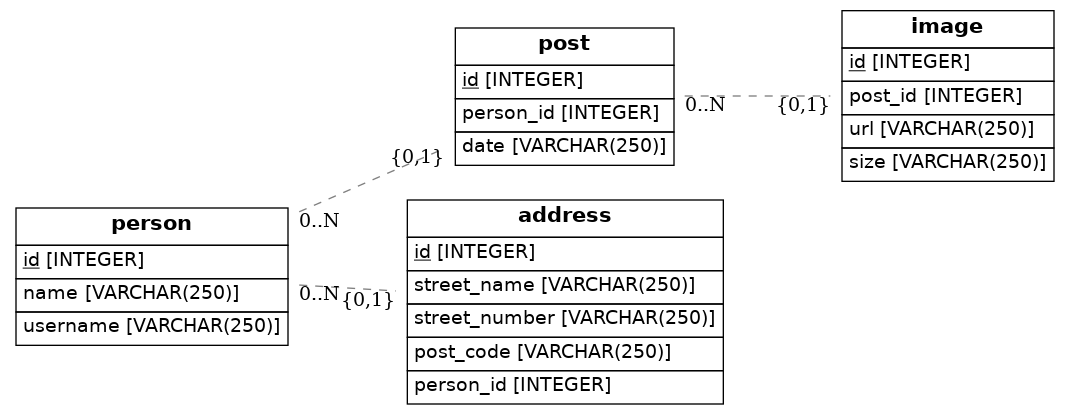 post
id [INTEGER]
person_id [INTEGER]
date [VARCHAR(250)]
0..N
{0,1}
image
id [INTEGER]
post_id [INTEGER]
url [VARCHAR(250)]
size [VARCHAR(250)]
{0,1}
0..N
person
id [INTEGER]
name [VARCHAR(250)]
username [VARCHAR(250)]
0..N
{0,1}
address
id [INTEGER]
street_name [VARCHAR(250)]
street_number [VARCHAR(250)]
post_code [VARCHAR(250)]
person_id [INTEGER]